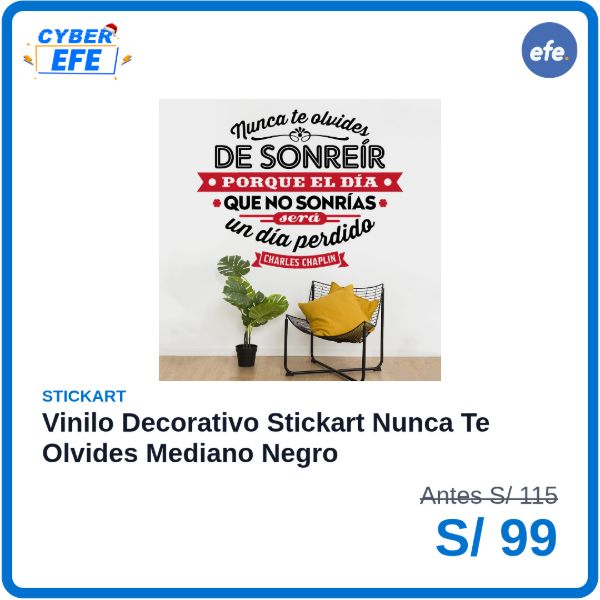 CYBER
EFE
efe.
Nunca te olvides
DE SONREÍR
PORQUE EL DÍA
QUE NO SONRÍAS
será
un día perdido
CHARLES CHAPLIN
STICKART
Vinilo Decorativo Stickart Nunca Te
Olvides Mediano Negro
Antes S/ 115
S/ 99